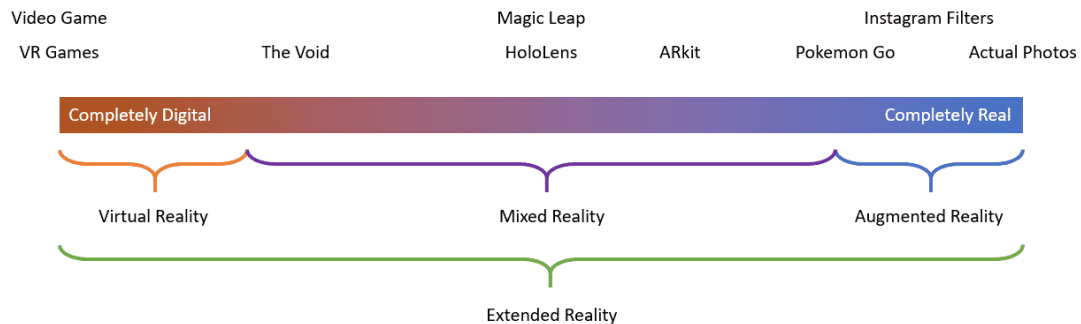 Video Game Magic Leap Instagram Filters
VR Games The Void HoloLens ARkit Pokemon Go Actual Photos
Completely Digital Completely Real
Virtual Reality Mixed Reality Augmented Reality
Extended Reality